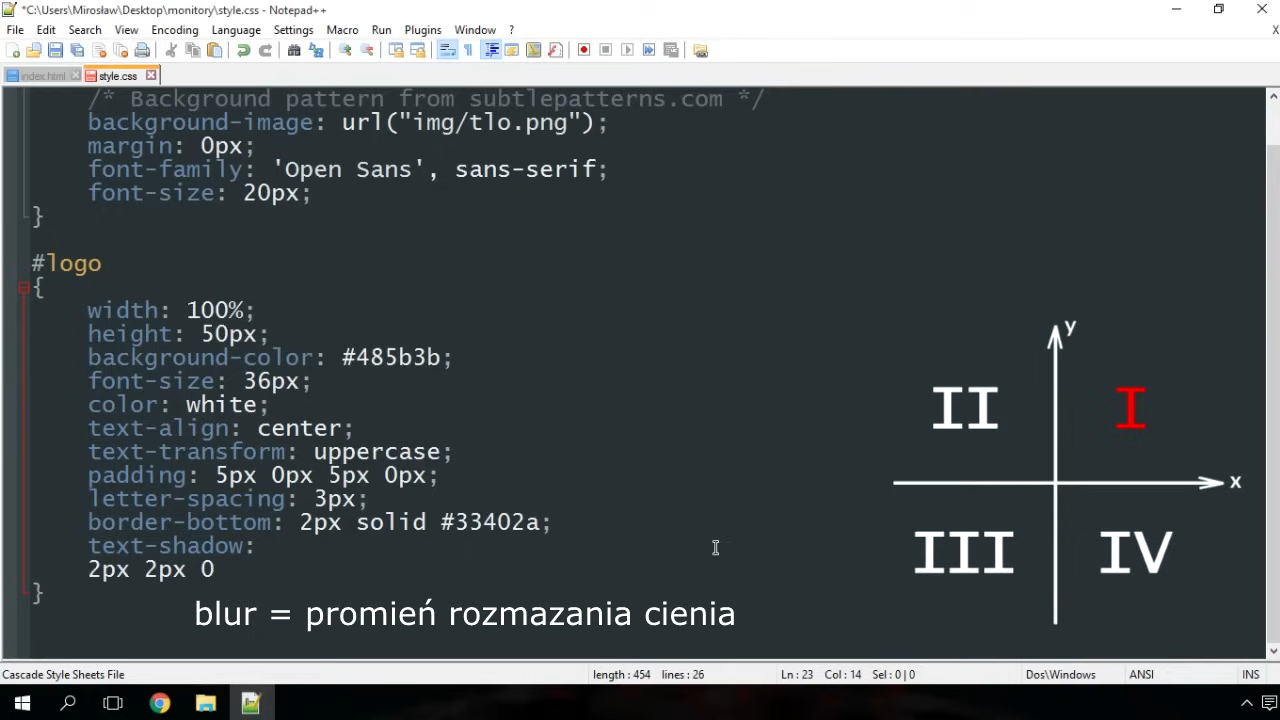 *C:\Users\Mirosław\Desktop\monitory\style.css - Notepad++
File Edit Search View Encoding Language Settings Macro Run Plugins Window ? X
index.html style.css
/* Background pattern from subtlepatterns.com */
background-image: url("img/tlo.png");
margin: 0px;
font-family: 'Open Sans', sans-serif;
font-size: 20px;
}
#logo
{
width: 100%;
height: 50px;
background-color: #485b3b;
font-size: 36px;
color: white;
text-align: center;
text-transform: uppercase;
padding: 5px 0px 5px 0px;
letter-spacing: 3px;
border-bottom: 2px solid #33402a;
text-shadow:
2px 2px 0
}
blur = promień rozmazania cienia
y
II I
x
III IV
Cascade Style Sheets File length : 454 lines : 26 Ln : 23 Col : 14 Sel : 0 | 0 Dos\Windows ANSI INS